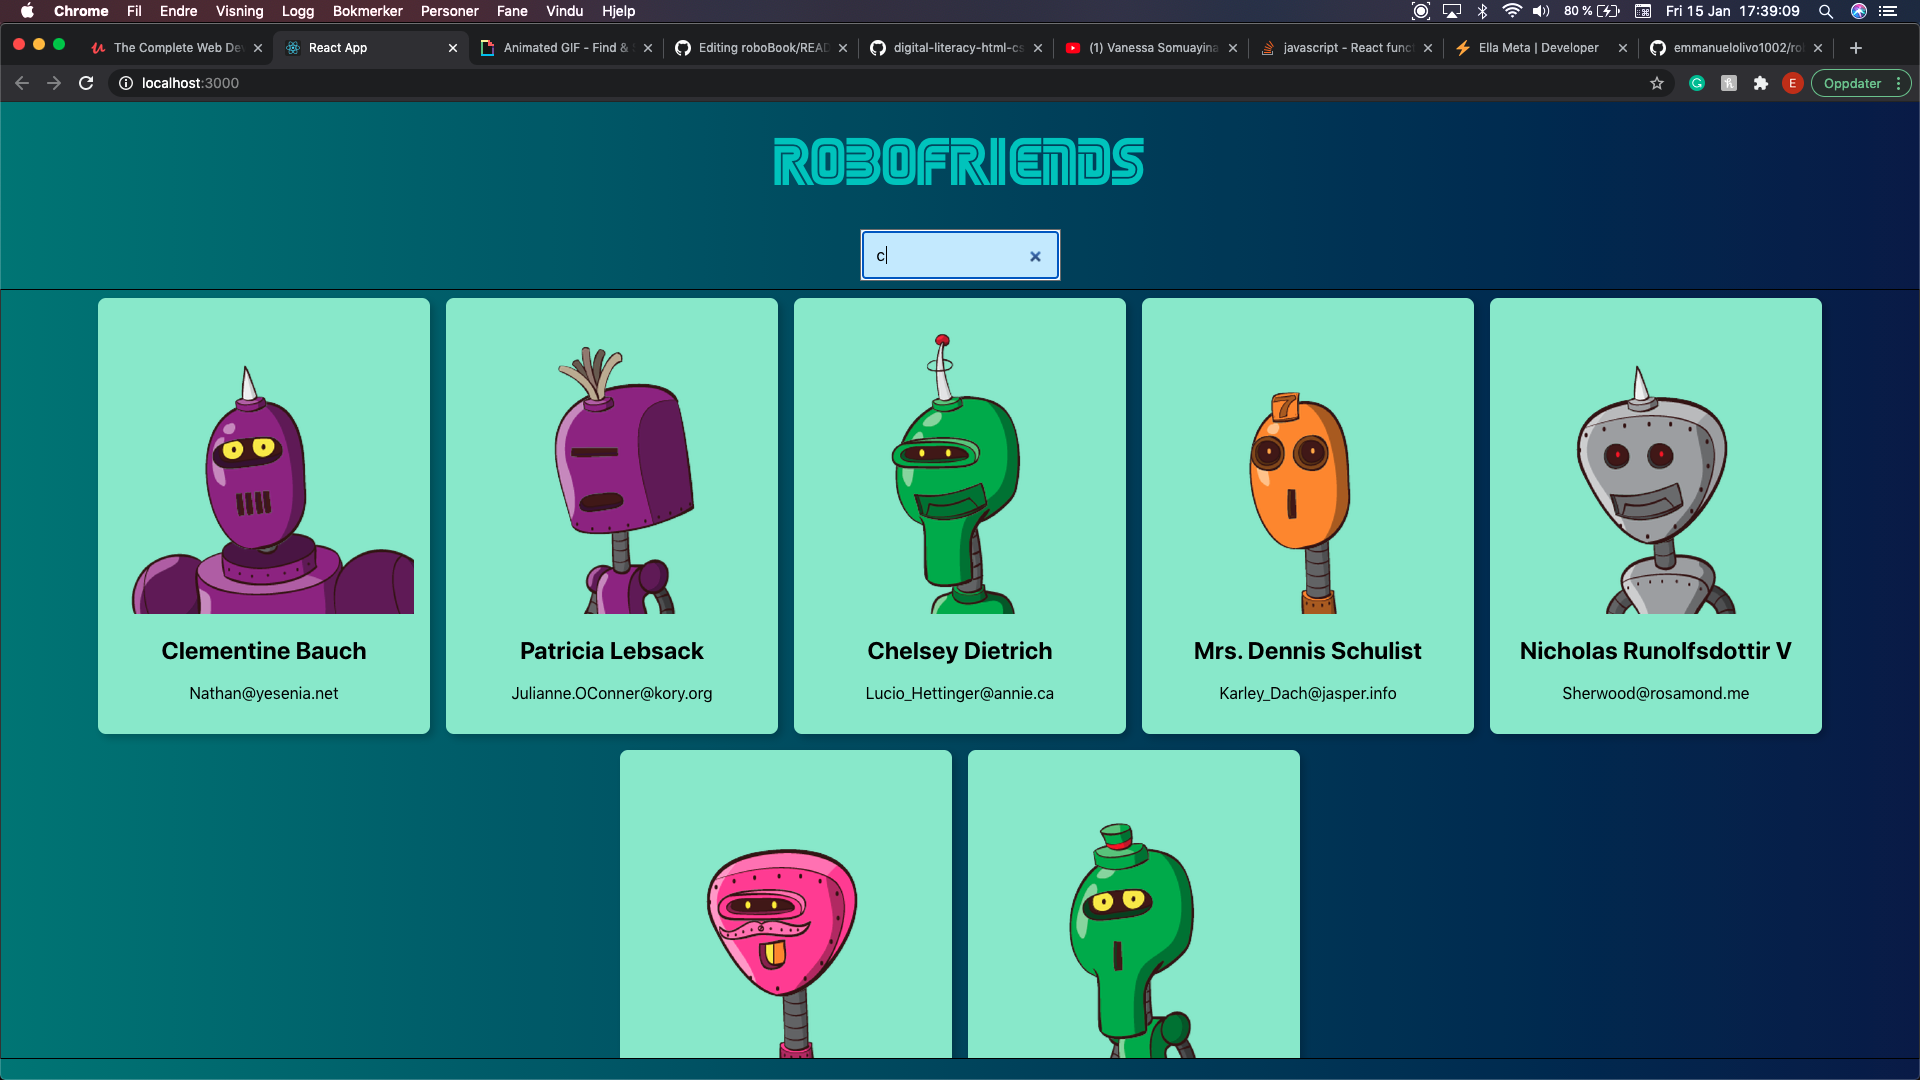 Chrome Fil Endre Visning Logg Bokmerker Personer Fane Vindu Hjelp 80 % Fri 15 Jan 17:39:09
The Complete Web De React App Animated GIF - Find & Editing roboBook/READ digital-literacy-html-cs (1) Vanessa Somuayina javascript - React func Ella Meta | Developer emmanuelolivo1002/ro
localhost:3000 E Oppdater
ROBOFRIENDS
c
7
Clementine Bauch Patricia Lebsack Chelsey Dietrich Mrs. Dennis Schulist Nicholas Runolfsdottir V
Nathan@yesenia.net Julianne.OConner@kory.org Lucio_Hettinger@annie.ca Karley_Dach@jasper.info Sherwood@rosamond.me